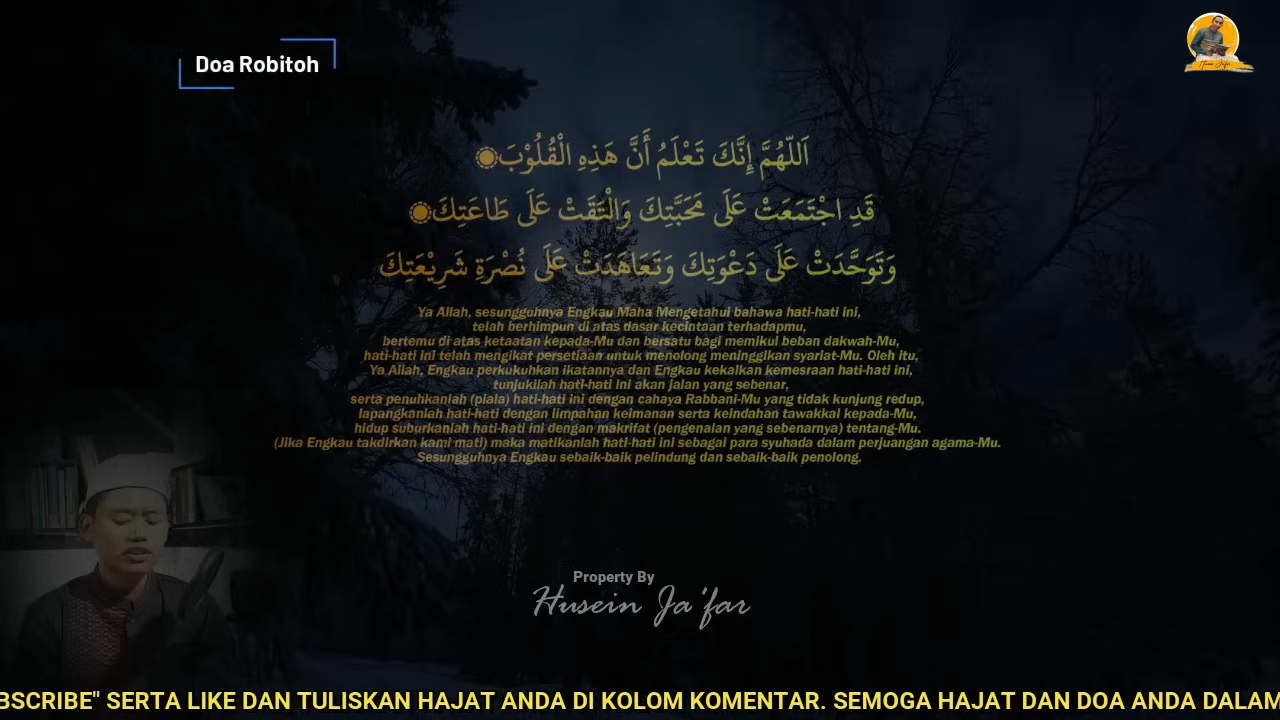 Doa Robitoh
اَللّهُمَّ إِنَّكَ تَعْلَمُ أَنَّ هَذِهِ الْقُلُوْبَ
قَدِ اجْتَمَعَتْ عَلَى مَحَبَّتِكَ وَالْتَقَتْ عَلَى طَاعَتِكَ
وَتَوَحَّدَتْ عَلَى دَعْوَتِكَ وَتَعَاهَدَتْ عَلَى نُصْرَةِ شَرِيْعَتِكَ
Ya Allah, sesungguhnya Engkau Maha Mengetahui bahawa hati-hati ini,
telah berhimpun di atas dasar kecintaan terhadapmu,
bertemu di atas ketaatan kepada-Mu dan bersatu bagi memikul beban dakwah-Mu,
hati-hati ini telah mengikat persetiaan untuk menolong meninggikan syariat-Mu. Oleh itu,
Ya Allah, Engkau perkukuhkan ikatannya dan Engkau kekalkan kemesraan hati-hati ini,
tunjukilah hati-hati ini akan jalan yang sebenar,
serta penuhkanlah (piala) hati-hati ini dengan cahaya Rabbani-Mu yang tidak kunjung redup,
lapangkanlah hati-hati dengan limpahan keimanan serta keindahan tawakkal kepada-Mu,
hidup suburkanlah hati-hati ini dengan makrifat (pengenalan yang sebenarnya) tentang-Mu.
(Jika Engkau takdirkan kami mati) maka matikanlah hati-hati ini sebagai para syuhada dalam perjuangan agama-Mu.
Sesungguhnya Engkau sebaik-baik pelindung dan sebaik-baik penolong.
Property By
Husein Ja'far
BSCRIBE" SERTA LIKE DAN TULISKAN HAJAT ANDA DI KOLOM KOMENTAR. SEMOGA HAJAT DAN DOA ANDA DALAM